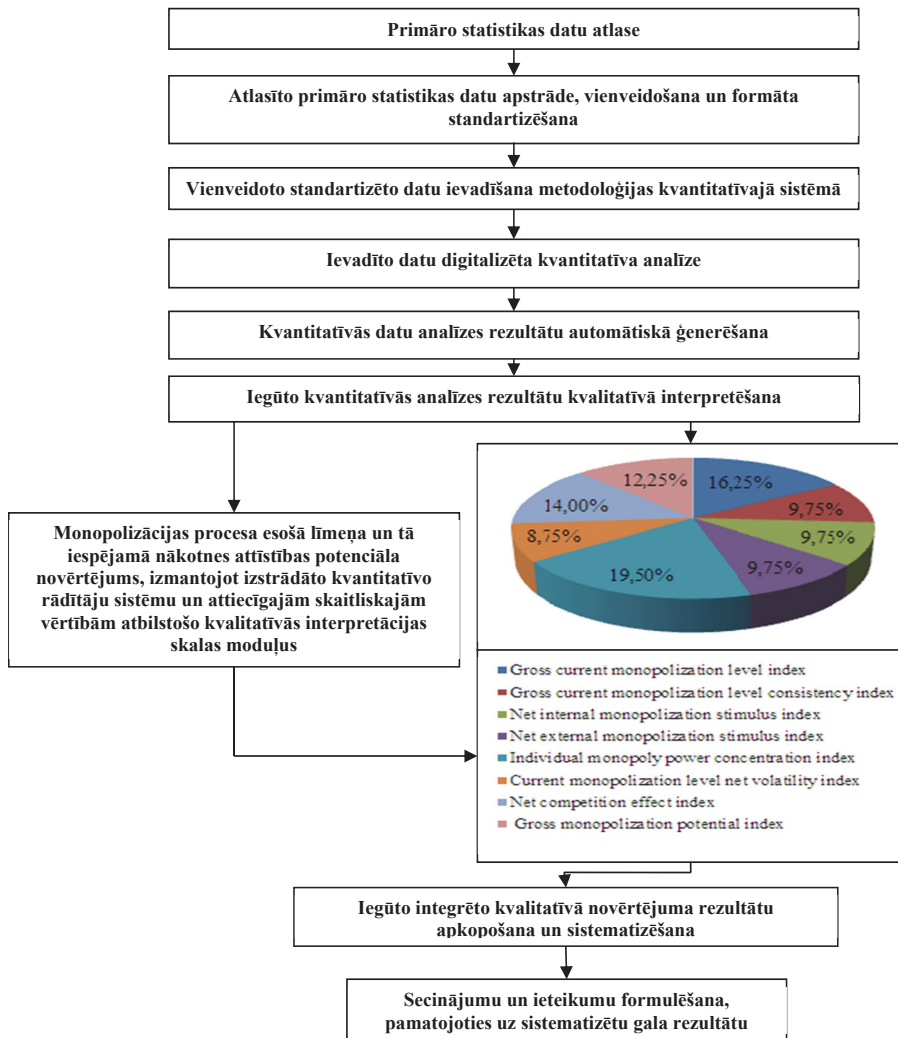 Primāro statistikas datu atlase
Atlasīto primāro statistikas datu apstrāde, vienveidošana un formāta
standartizēšana
Vienveidoto standartizēto datu ievadīšana metodoloģijas kvantitatīvajā sistēmā
Ievadīto datu digitalizēta kvantitatīva analīze
Kvantitatīvās datu analīzes rezultātu automātiskā ģenerēšana
Iegūto kvantitatīvās analīzes rezultātu kvalitatīvā interpretēšana
Monopolizācijas procesa esošā līmeņa un tā
iespējamā nākotnes attīstības potenciāla
novērtējums, izmantojot izstrādāto kvantitatīvo
rādītāju sistēmu un attiecīgajām skaitliskajām
vērtībām atbilstošo kvalitatīvās interpretācijas
skalas moduļus
12,25%
16,25%
14,00%
9,75%
8,75%
9,75%
19,50%
9,75%
Gross current monopolization level index
Gross current monopolization level consistency index
Net internal monopolization stimulus index
Net external monopolization stimulus index
Individual monopoly power concentration index
Current monopolization level net volatility index
Net competition effect index
Gross monopolization potential index
Iegūto integrēto kvalitatīvā novērtējuma rezultātu
apkopošana un sistematizēšana
Secinājumu un ieteikumu formulēšana,
pamatojoties uz sistematizētu gala rezultātu